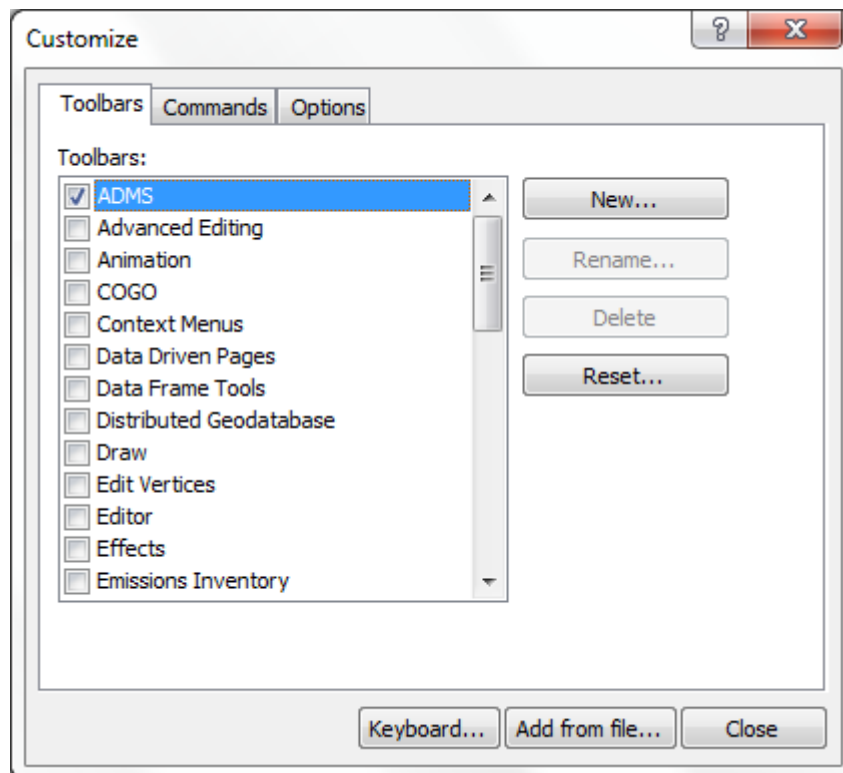 Customize
Toolbars Commands Options
Toolbars:
ADMS
Advanced Editing
Animation
COGO
Context Menus
Data Driven Pages
Data Frame Tools
Distributed Geodatabase
Draw
Edit Vertices
Editor
Effects
Emissions Inventory
New...
Rename...
Delete
Reset...
Keyboard... Add from file... Close